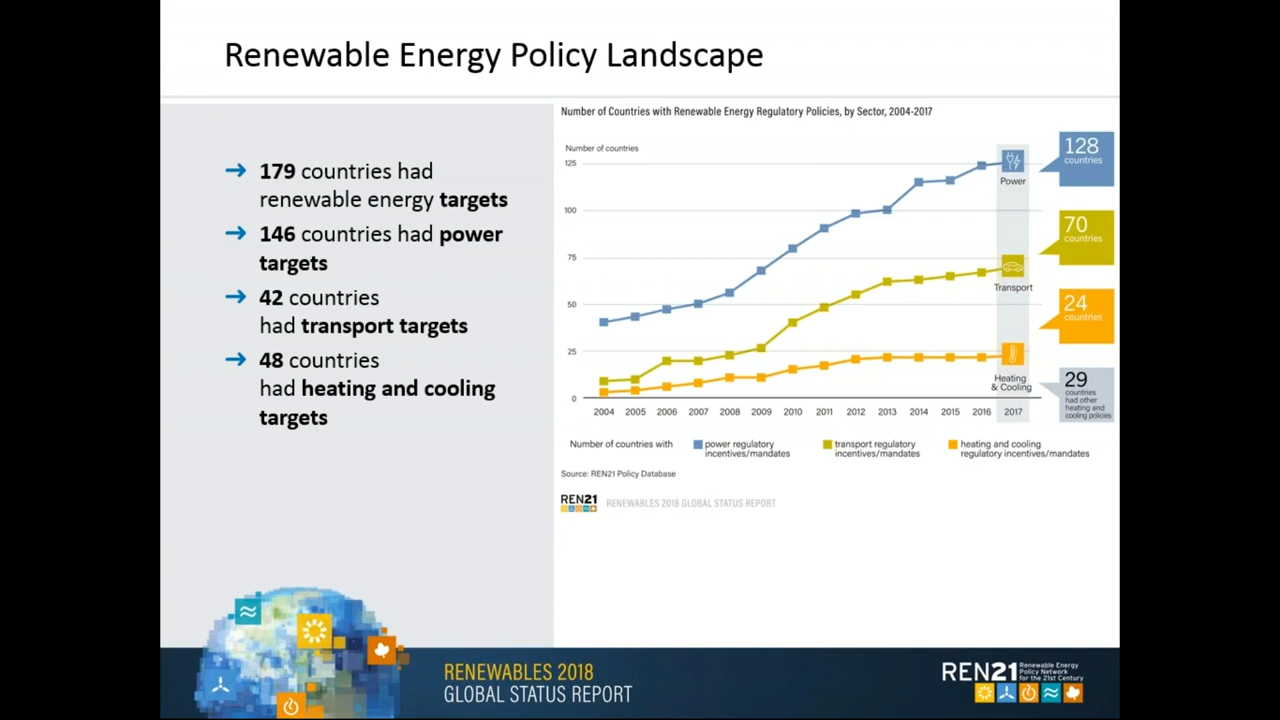 Renewable Energy Policy Landscape
→ 179 countries had
renewable energy targets
→ 146 countries had power
targets
→ 42 countries
had transport targets
→ 48 countries
had heating and cooling
targets
Number of Countries with Renewable Energy Regulatory Policies, by Sector, 2004-2017
Number of countries
125
100
75
50
25
0
Power
Transport
Heating
& Cooling
2004 2005 2006 2007 2008 2009 2010 2011 2012 2013 2014 2015 2016 2017
128
countries
70
countries
24
countries
29
countries
had other
heating and
cooling policies
Number of countries with
power regulatory
incentives/mandates
transport regulatory
incentives/mandates
heating and cooling
regulatory incentives/mandates
Source: REN21 Policy Database
REN21 RENEWABLES 2018 GLOBAL STATUS REPORT
RENEWABLES 2018
GLOBAL STATUS REPORT
REN21
Renewable Energy
Policy Network
for the 21st Century